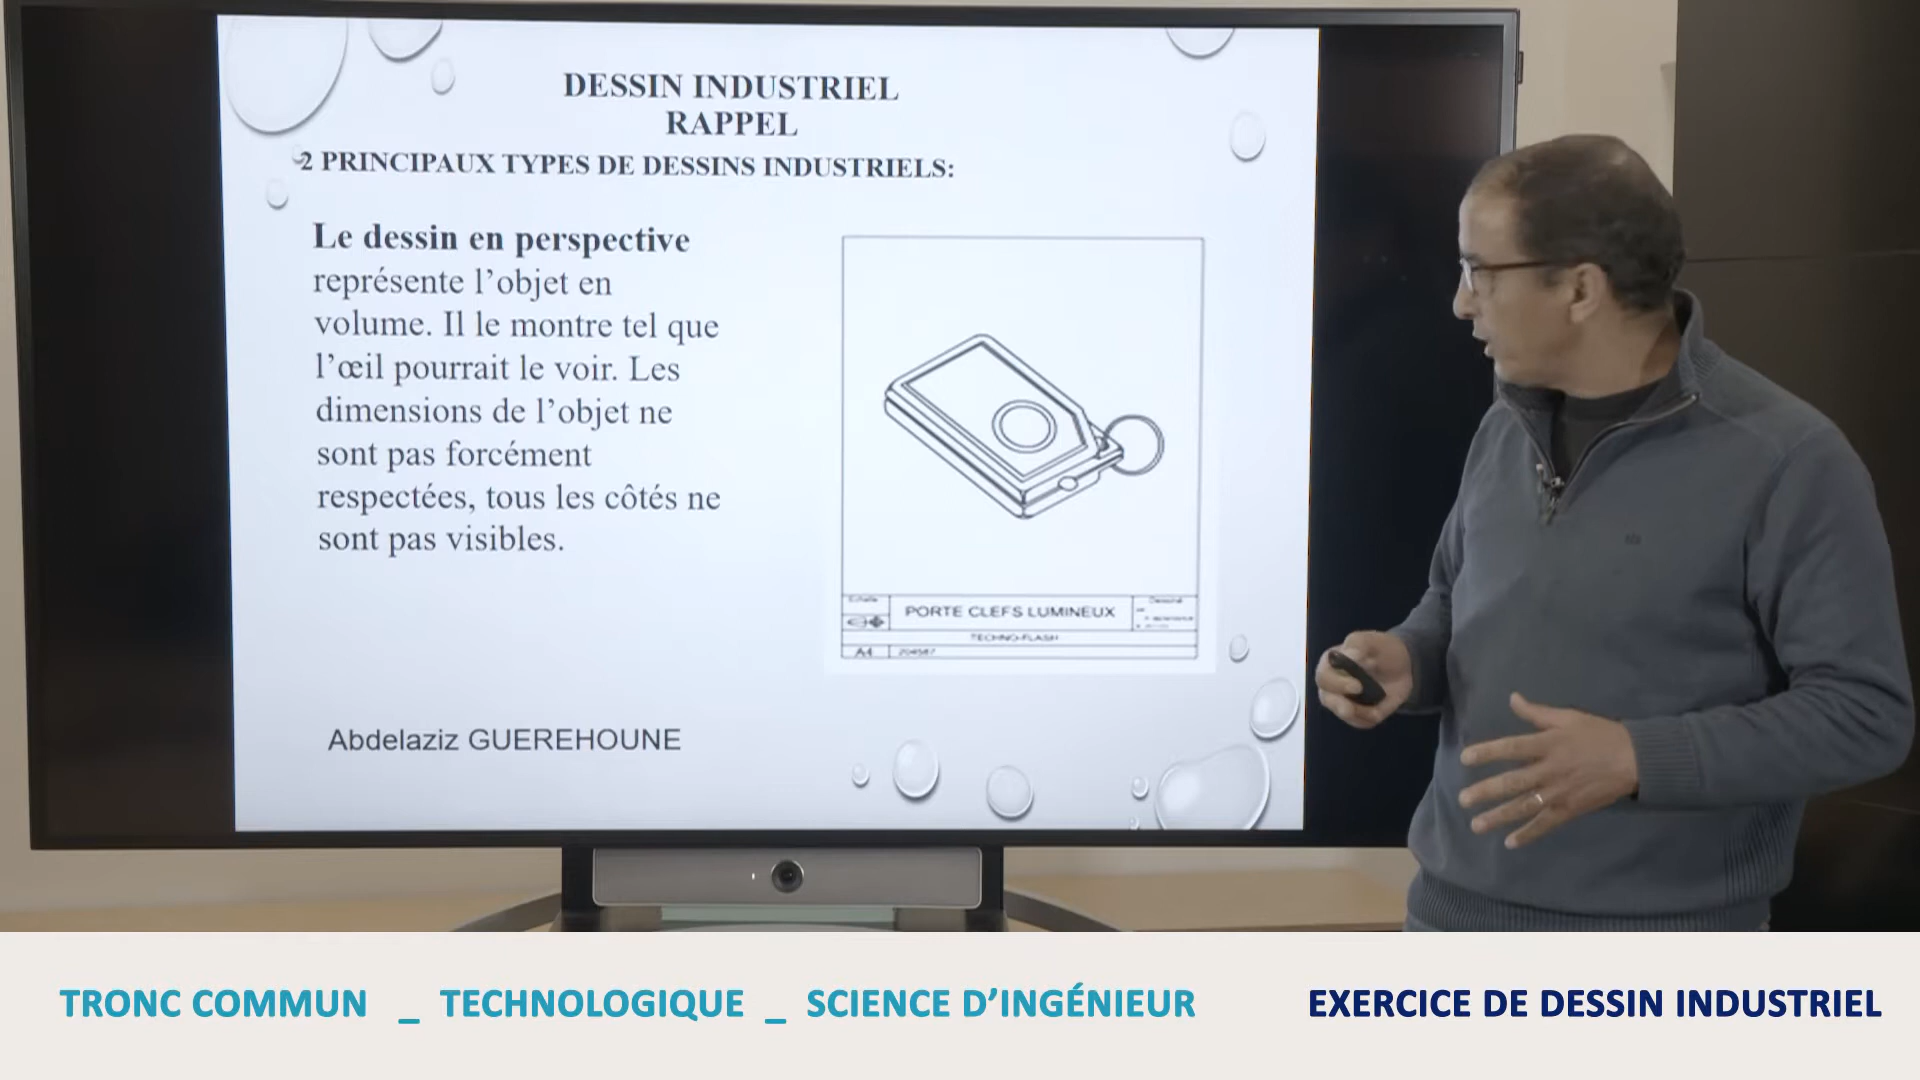 DESSIN INDUSTRIEL
RAPPEL
2 PRINCIPAUX TYPES DE DESSINS INDUSTRIELS:
Le dessin en perspective
représente l’objet en
volume. Il le montre tel que
l’œil pourrait le voir. Les
dimensions de l’objet ne
sont pas forcément
respectées, tous les côtés ne
sont pas visibles.
Echelle
PORTE CLEFS LUMINEUX
TECHNO-FLASH
A4
204587
Abdelaziz GUEREHOUNE
TRONC COMMUN _ TECHNOLOGIQUE _ SCIENCE D’INGÉNIEUR
EXERCICE DE DESSIN INDUSTRIEL